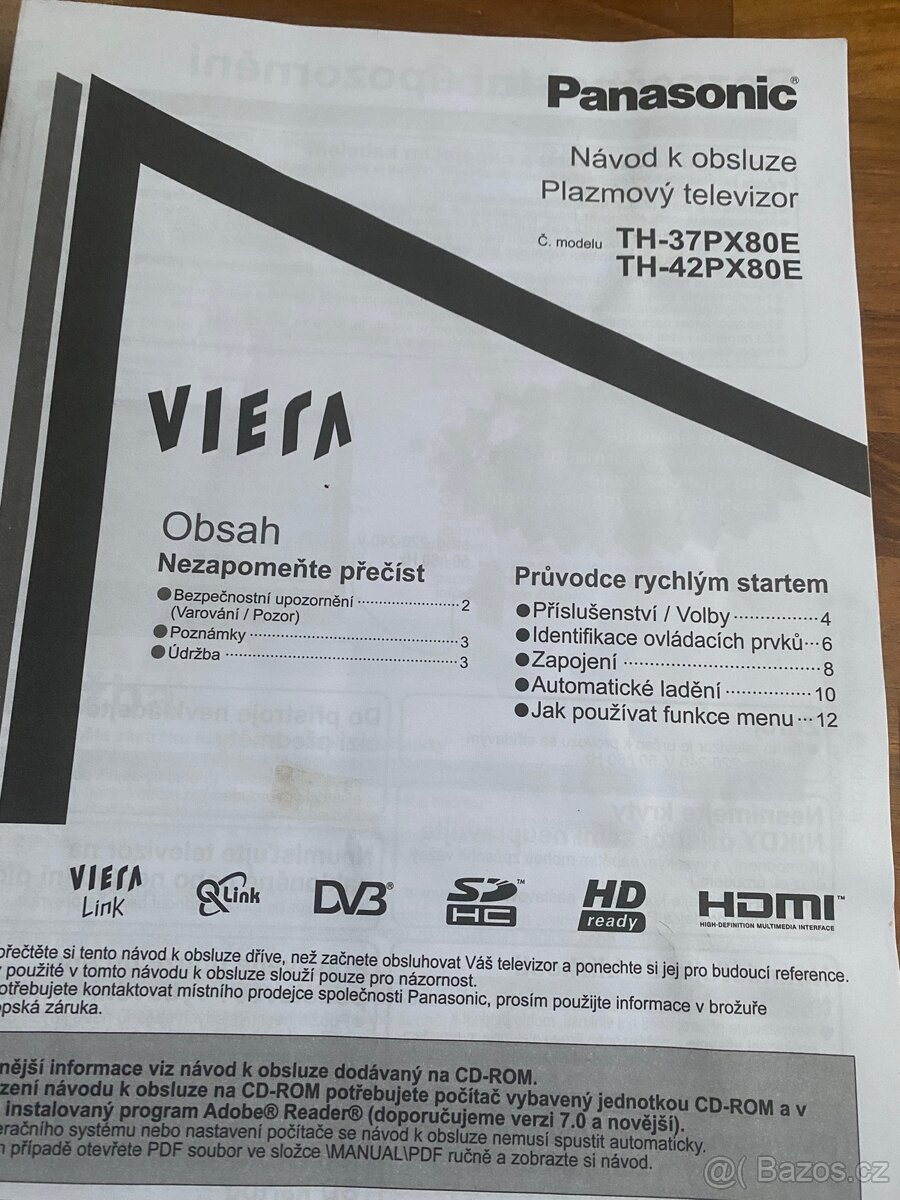 Panasonic®
Návod k obsluze
Plazmový televizor
Č. modelu TH-37PX80E
TH-42PX80E
VIERA
Obsah
Nezapomeňte přečíst
●Bezpečnostní upozornění ........................ 2
(Varování / Pozor)
●Poznámky ................................................ 3
●Údržba ..................................................... 3
Průvodce rychlým startem
●Příslušenství / Volby ................ 4
●Identifikace ovládacích prvků ... 6
●Zapojení ................................... 8
●Automatické ladění ................ 10
●Jak používat funkce menu ... 12
VIERA Link
Q Link
DVB®
SD HC™
HD ready
HDMI™
HIGH-DEFINITION MULTIMEDIA INTERFACE
přečtěte si tento návod k obsluze dříve, než začnete obsluhovat Váš televizor a ponechte si jej pro budoucí reference.
použité v tomto návodu k obsluze slouží pouze pro názornost.
otřebujete kontaktovat místního prodejce společnosti Panasonic, prosím použijte informace v brožuře
opská záruka.
nější informace viz návod k obsluze dodávaný na CD-ROM.
zení návodu k obsluze na CD-ROM potřebujete počítač vybavený jednotkou CD-ROM a v
instalovaný program Adobe® Reader® (doporučujeme verzi 7.0 a novější).
eračního systému nebo nastavení počítače se návod k obsluze nemusí spustit automaticky.
m případě otevřete PDF soubor ve složce \MANUAL\PDF ručně a zobrazte si návod.
@( Bazos.cz